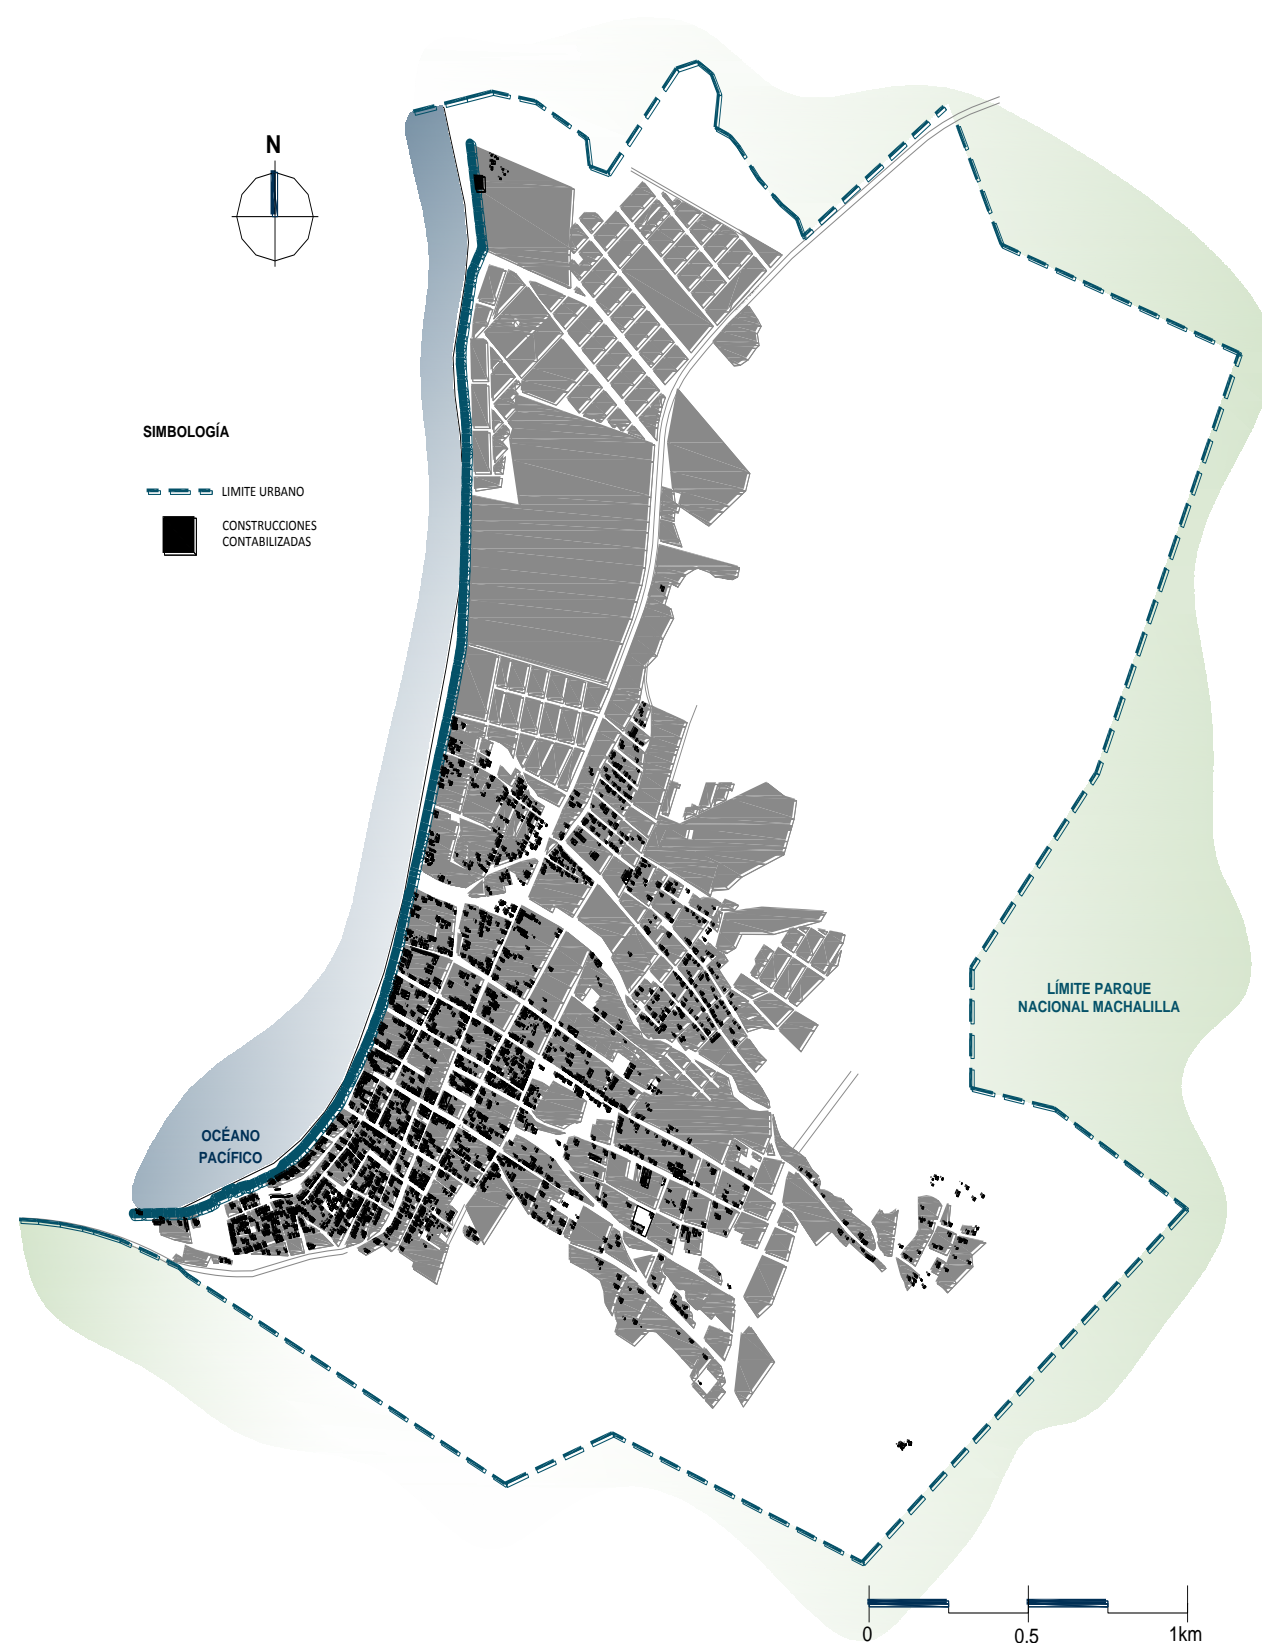 N
SIMBOLOGÍA
LIMITE URBANO
CONSTRUCCIONES
CONTABILIZADAS
LÍMITE PARQUE
NACIONAL MACHALILLA
OCÉANO
PACÍFICO
0
0.5
1km